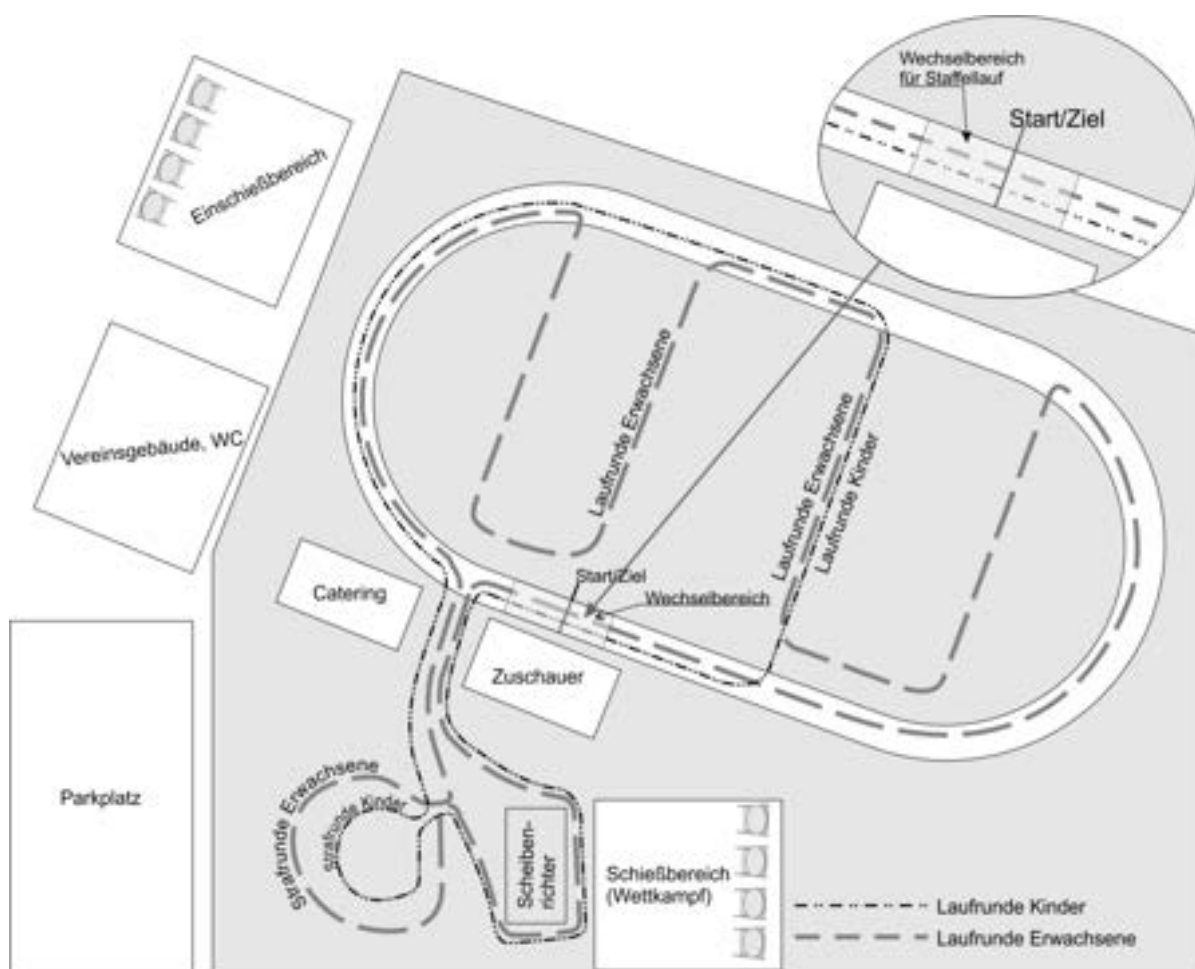 Wechselbereich
für Staffellauf
Start/Ziel
Einschießbereich
Vereinsgebäude, WC
Laufrunde Erwachsene
Laufrunde Erwachsene
Laufrunde Kinder
Start/Ziel
Wechselbereich
Catering
Zuschauer
Parkplatz
Strafrunde Erwachsene
strafrunde Kinder
Scheiben-
richter
Schießbereich
(Wettkampf)
Laufrunde Kinder
Laufrunde Erwachsene